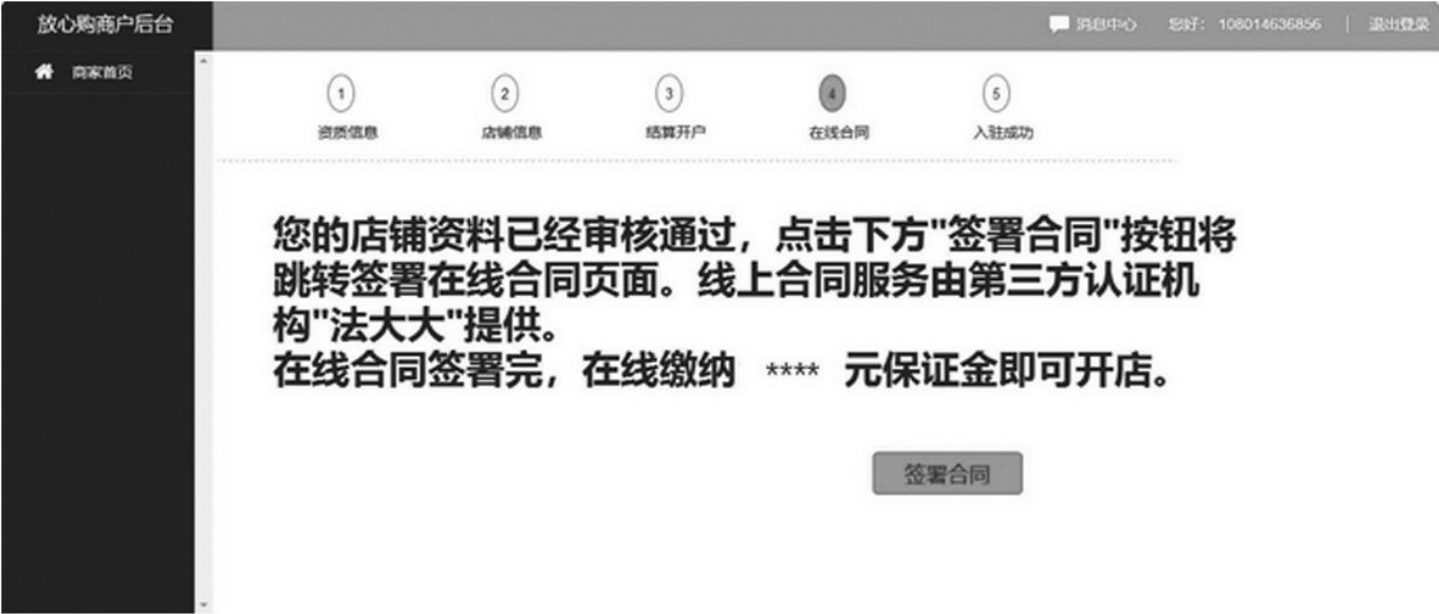 放心购商户后台
消息中心 您好： 108014636856 | 退出登录
商家首页
1 2 3 4 5
资质信息 店铺信息 结算开户 在线合同 入驻成功
您的店铺资料已经审核通过，点击下方"签署合同"按钮将
跳转签署在线合同页面。线上合同服务由第三方认证机
构"法大大"提供。
在线合同签署完，在线缴纳 **** 元保证金即可开店。
签署合同